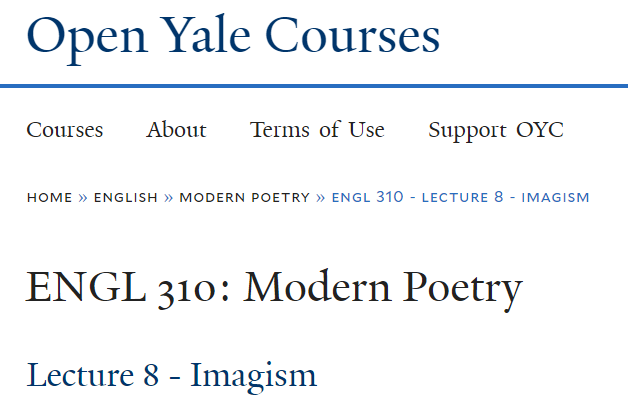 Open Yale Courses
Courses About Terms of Use Support OYC
HOME » ENGLISH » MODERN POETRY » ENGL 310 - LECTURE 8 - IMAGISM
ENGL 310: Modern Poetry
Lecture 8 - Imagism